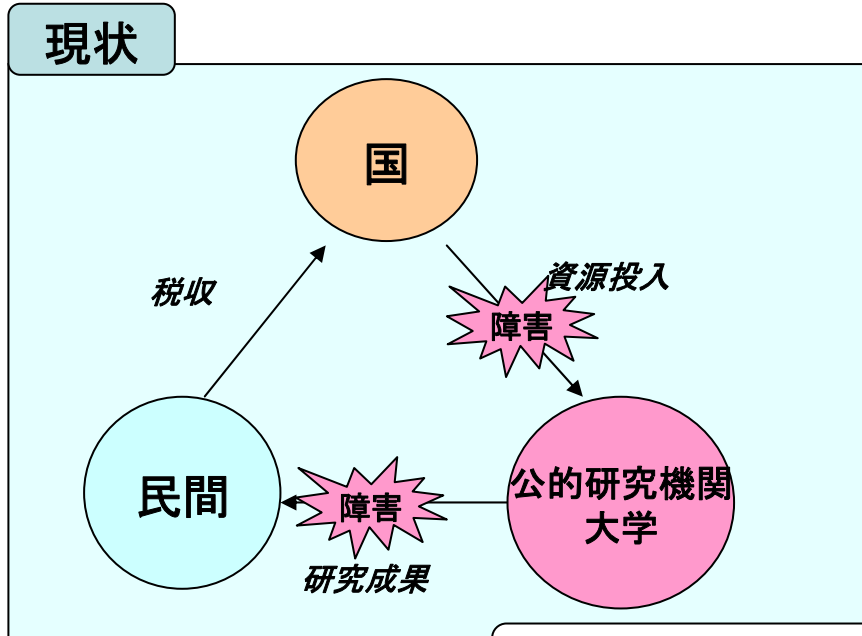 現状
国
税収
資源投入
障害
民間
障害
公的研究機関
大学
研究成果